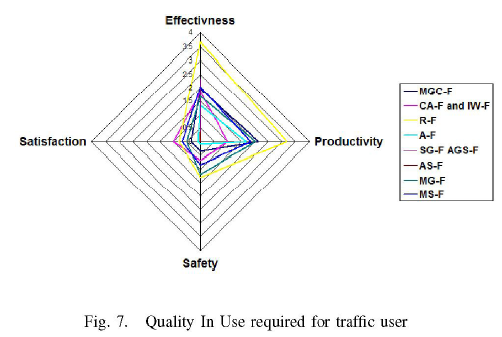 Effectivness
4
3.5
3
2.5
2
1.5
1
Satisfaction
Productivity
Safety
MGC-F
CA-F and IW-F
R-F
A-F
SG-F AGS-F
AS-F
MG-F
MS-F
Fig. 7. Quality In Use required for traffic user